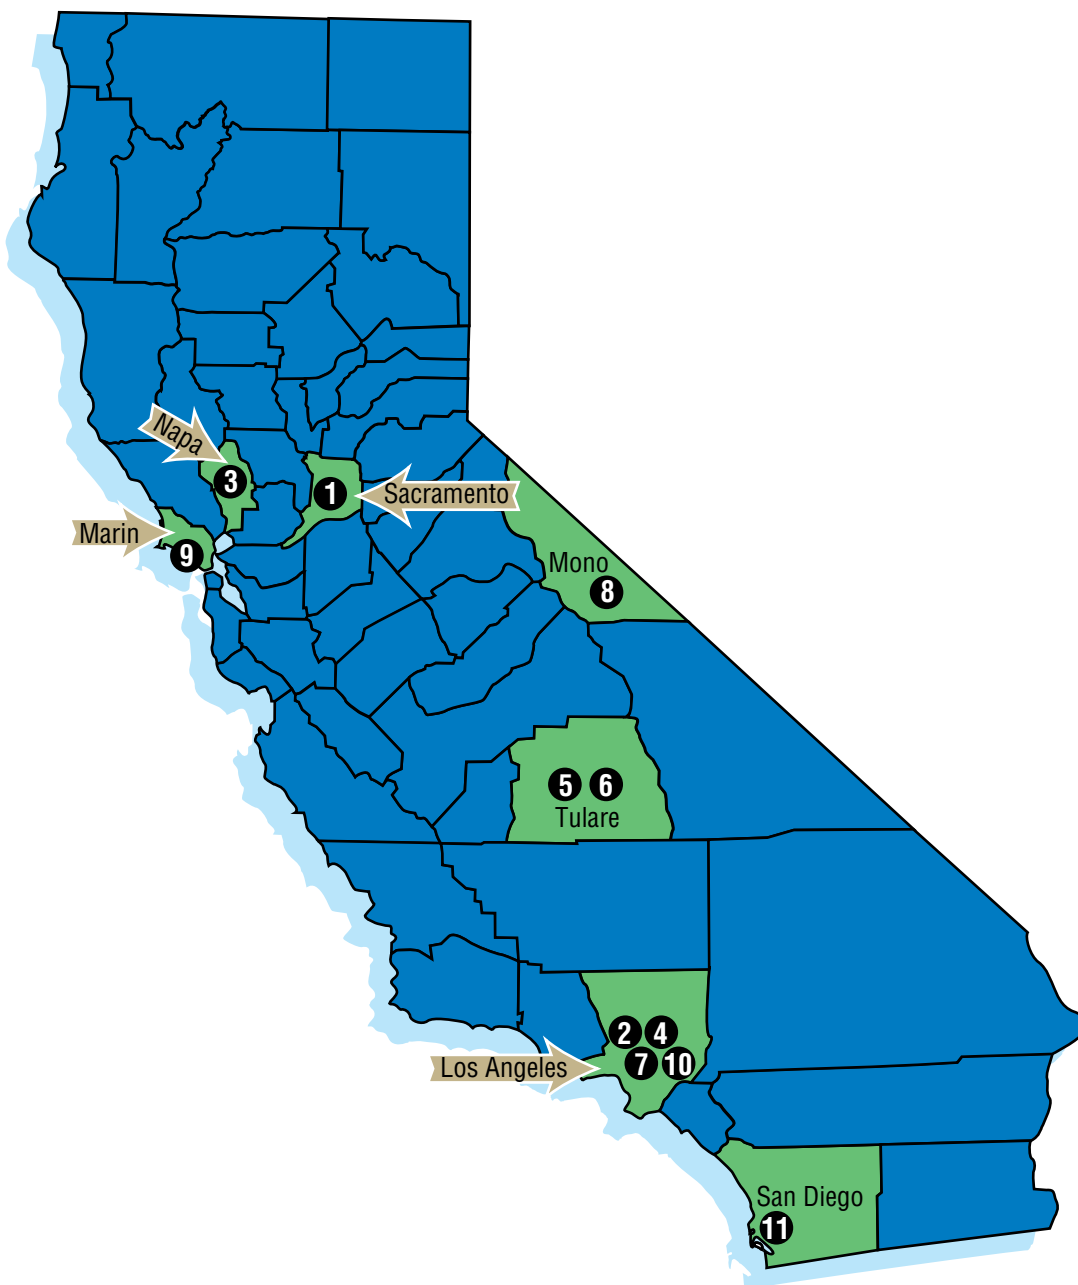 Napa
3
1
Sacramento
Marin
9
Mono
8
5 6
Tulare
2 4
Los Angeles
7 10
San Diego
11